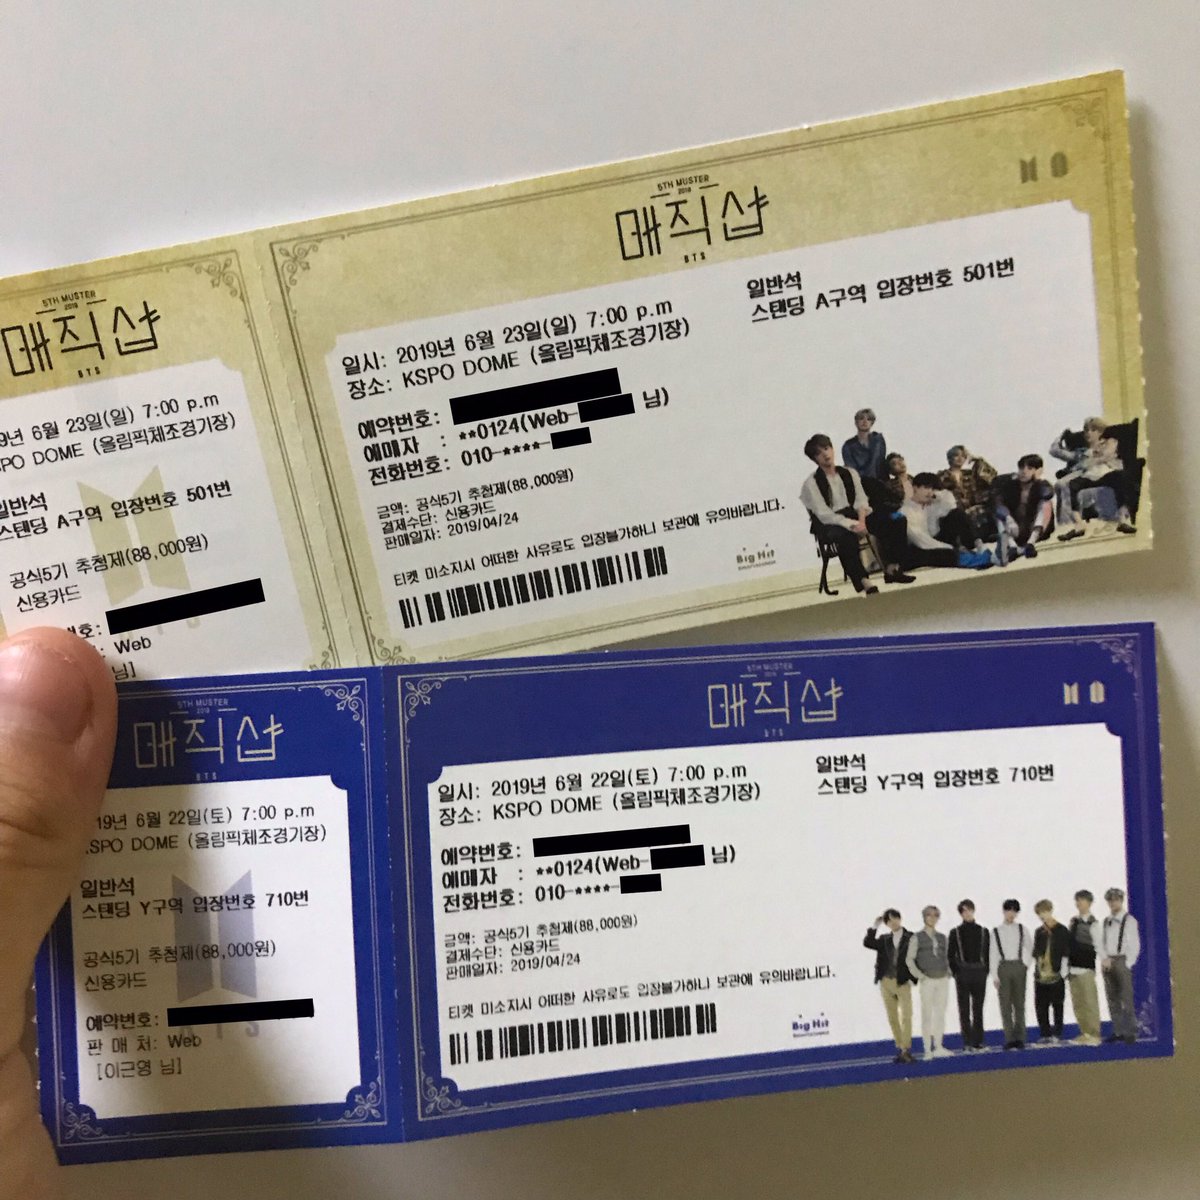 5TH MUSTER
2019
매직샵
BTS
9년 6월 23일(일) 7:00 p.m
SPO DOME (올림픽체조경기장)
일반석
스탠딩 A구역 입장번호 501번
공식5기 추첨제(88,000원)
신용카드
호:
: Web
님]
5TH MUSTER
2019
매직샵
BTS
일시: 2019년 6월 23일(일) 7:00 p.m
장소: KSPO DOME (올림픽체조경기장)
일반석
스탠딩 A구역 입장번호 501번
예약번호:
예매자 : **0124(Web- 님)
전화번호: 010-****-
금액: 공식5기 추첨제(88,000원)
결제수단: 신용카드
판매일자: 2019/04/24
티켓 미소지시 어떠한 사유로도 입장불가하니 보관에 유의바랍니다.
Big Hit
ENTERTAINMENT
5TH MUSTER
2019
매직샵
BTS
19년 6월 22일(토) 7:00 p.m
SPO DOME (올림픽체조경기장)
일반석
스탠딩 Y구역 입장번호 710번
공식5기 추첨제(88,000원)
신용카드
예약번호:
BTS
판 매 처: Web
[이근영 님]
5TH MUSTER
2019
매직샵
BTS
일시: 2019년 6월 22일(토) 7:00 p.m
장소: KSPO DOME (올림픽체조경기장)
일반석
스탠딩 Y구역 입장번호 710번
예약번호:
예매자 : **0124(Web- 님)
전화번호: 010-****-
금액: 공식5기 추첨제(88,000원)
결제수단: 신용카드
판매일자: 2019/04/24
티켓 미소지시 어떠한 사유로도 입장불가하니 보관에 유의바랍니다.
Big Hit
ENTERTAINMENT